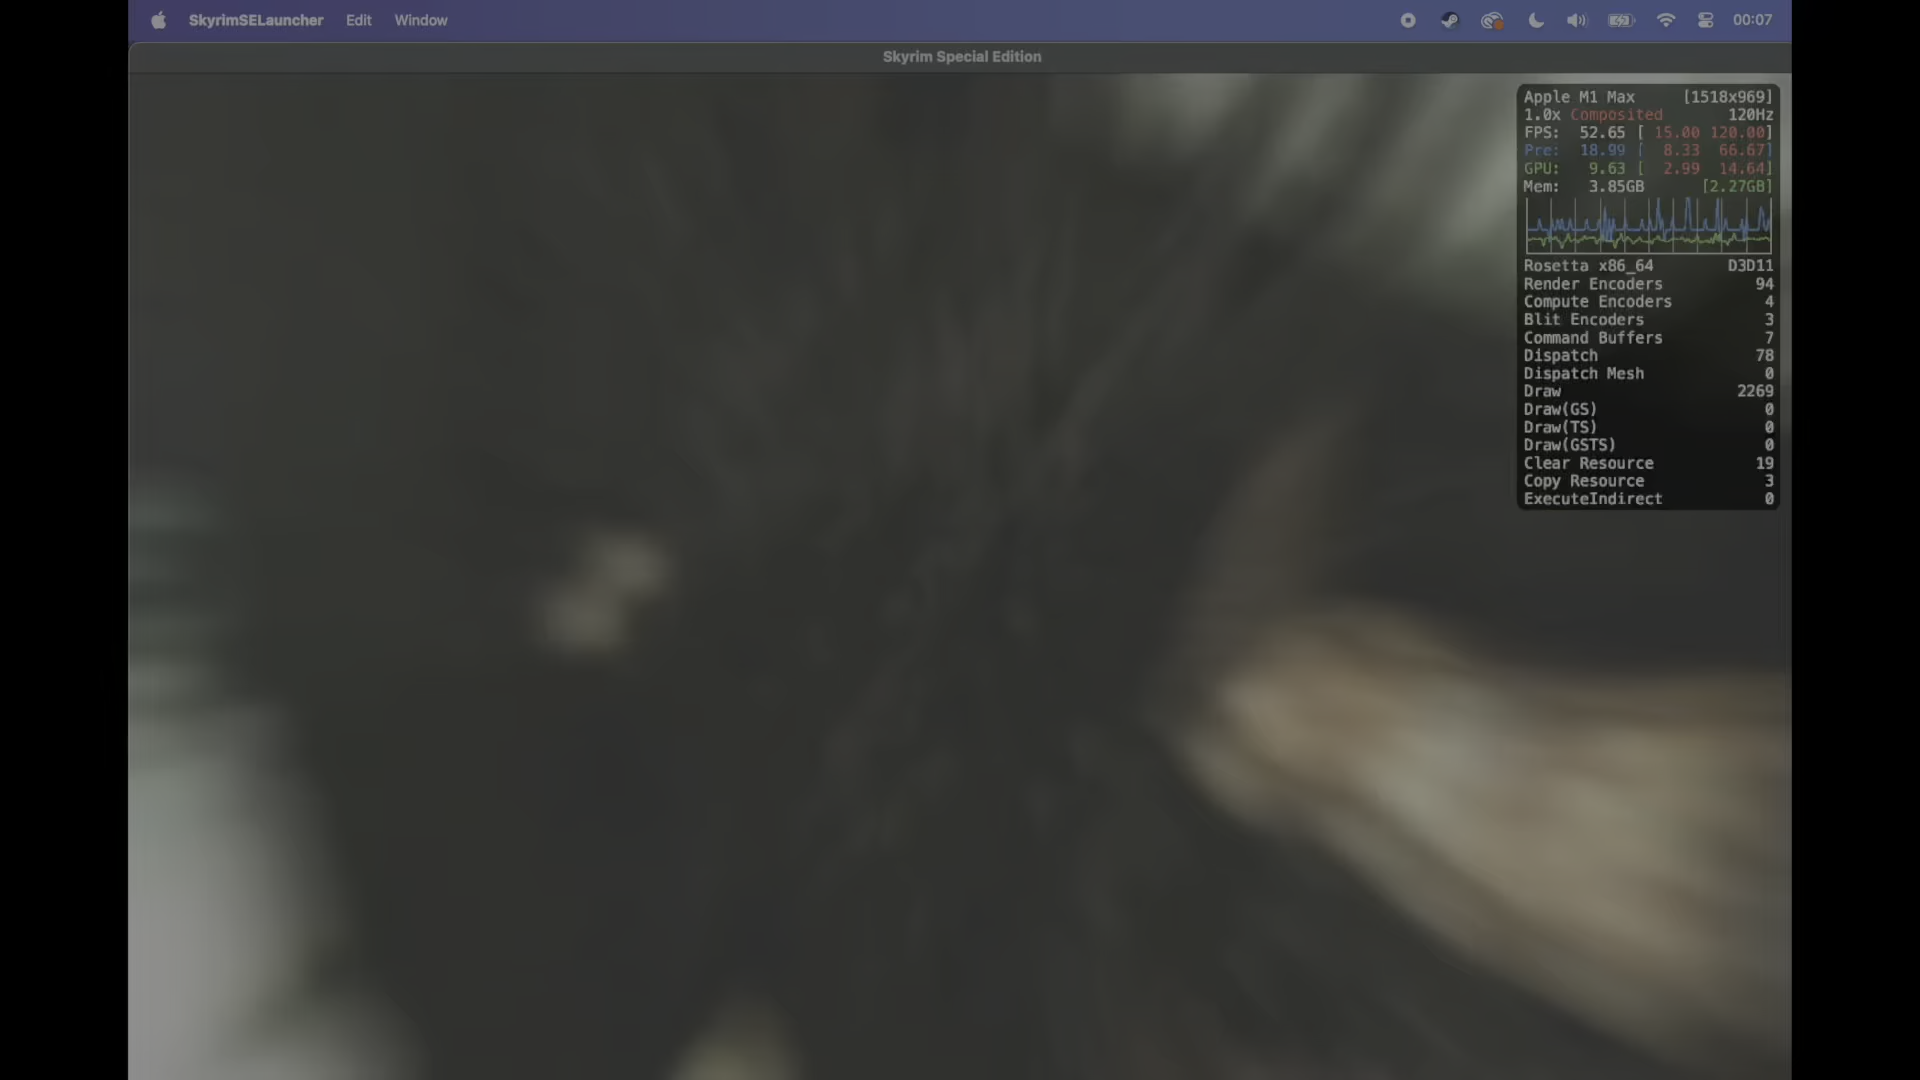 SkyrimSELauncher Edit Window 00:07
Skyrim Special Edition
Apple M1 Max [1518x969]
1.0x Composited 120Hz
FPS: 52.65 [ 15.00 120.00]
Pre: 18.99 [ 8.33 66.67]
GPU: 9.63 [ 2.99 14.64]
Mem: 3.85GB [2.27GB]
Rosetta x86_64 D3D11
Render Encoders 94
Compute Encoders 4
Blit Encoders 3
Command Buffers 7
Dispatch 78
Dispatch Mesh 0
Draw 2269
Draw(GS) 0
Draw(TS) 0
Draw(GSTS) 0
Clear Resource 19
Copy Resource 3
ExecuteIndirect 0